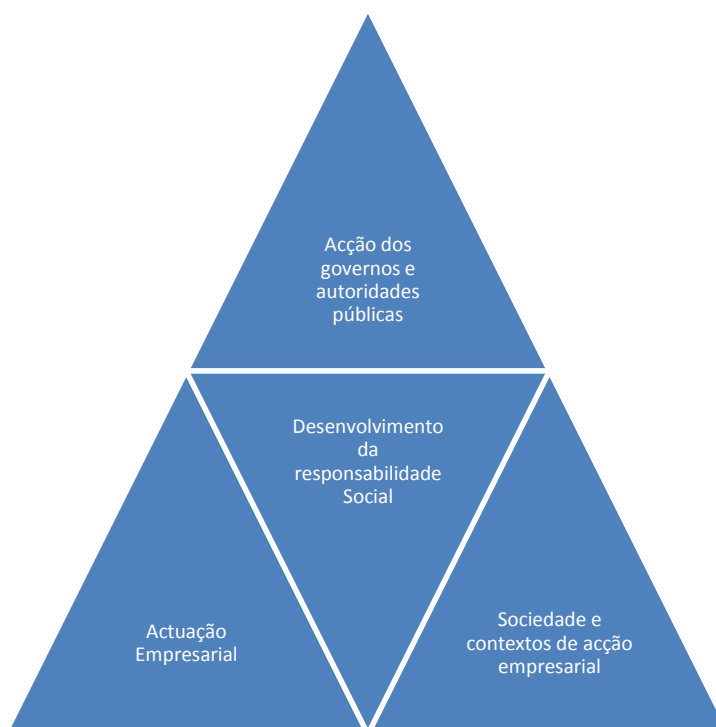 Acção dos
governos e
autoridades
públicas
Desenvolvimento
da
responsabilidade
Social
Actuação
Empresarial
Sociedade e
contextos de acção
empresarial